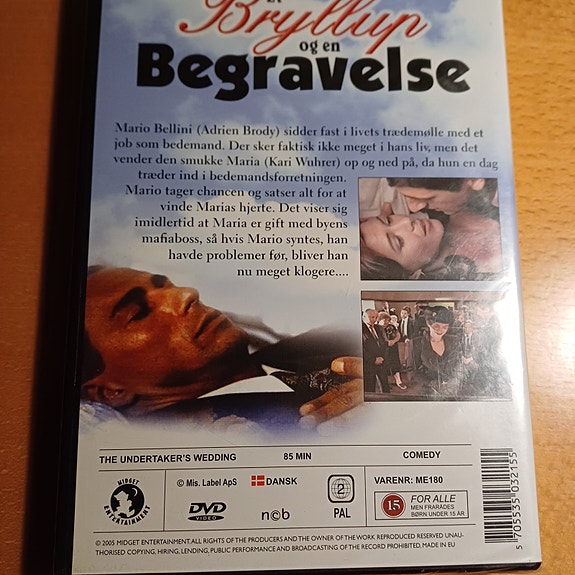 Et
Bryllup
og en
Begravelse
Mario Bellini (Adrien Brody) sidder fast i livets trædemølle med et
job som bedemand. Der sker faktisk ikke meget i hans liv, men det
vender den smukke Maria (Kari Wuhrer) op og ned på, da hun en dag
træder ind i bedemandsforretningen.
Mario tager chancen og satser alt for at
vinde Marias hjerte. Det viser sig
imidlertid at Maria er gift med byens
mafiaboss, så hvis Mario syntes, han
havde problemer før, bliver han
nu meget klogere....
THE UNDERTAKER'S WEDDING 85 MIN COMEDY
MIDGET
ENTERTAINMENT
© Mis. Label ApS
DANSK
2
PAL
VARENR: ME180
DVD
VIDEO
ncb
15
FOR ALLE
MEN FRARÅDES
BØRN UNDER 15 ÅR
5 705535 032155
© 2005 MIDGET ENTERTAINMENT. ALL RIGHTS OF THE PRODUCERS AND THE OWNER OF THE WORK REPRODUCED RESERVED UNAU-
THORISED COPYING, HIRING, LENDING, PUBLIC PERFORMANCE AND BROADCASTING OF THE RECORD PROHIBITED, MADE IN EU